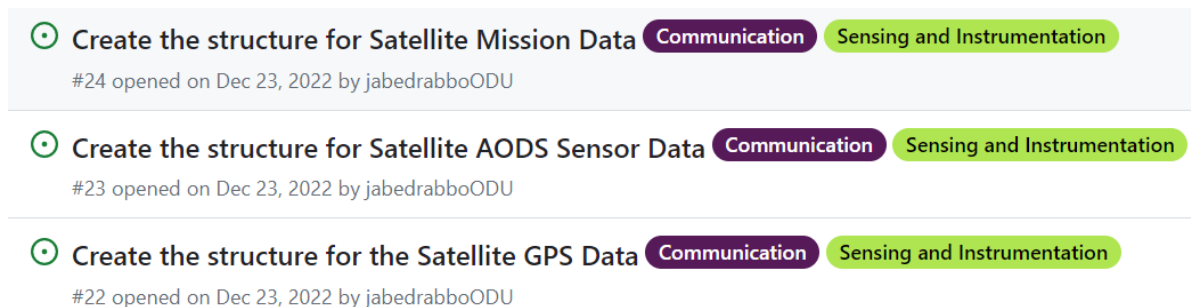 Create the structure for Satellite Mission Data Communication Sensing and Instrumentation
#24 opened on Dec 23, 2022 by jabedrabboODU
Create the structure for Satellite AODS Sensor Data Communication Sensing and Instrumentation
#23 opened on Dec 23, 2022 by jabedrabboODU
Create the structure for the Satellite GPS Data Communication Sensing and Instrumentation
#22 opened on Dec 23, 2022 by jabedrabboODU